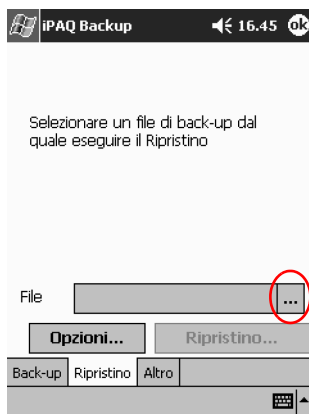 iPAQ Backup 16.45 ok
Selezionare un file di back-up dal
quale eseguire il Ripristino
File ...
Opzioni... Ripristino...
Back-up Ripristino Altro